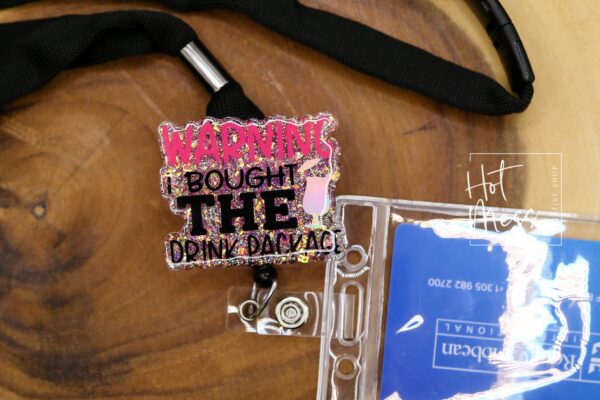 WARNING
I BOUGHT
THE
DRINK PACKAGE
Hot
Mess
+1 305 982 2700